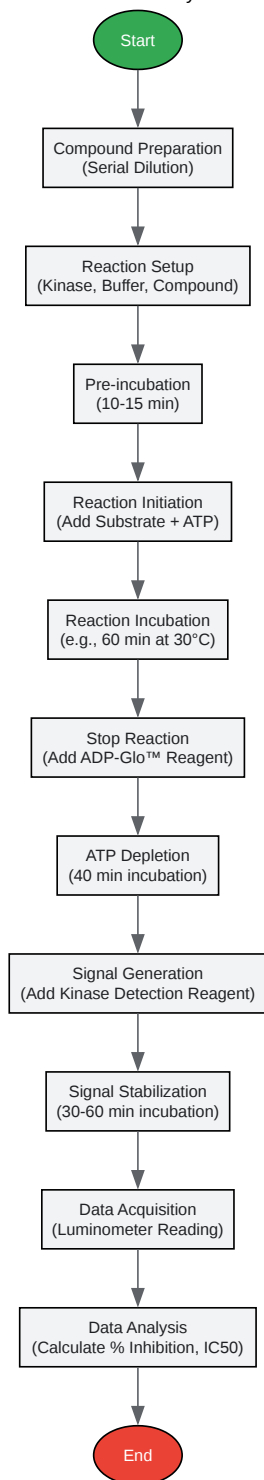 Start
Compound Preparation
(Serial Dilution)
Reaction Setup
(Kinase, Buffer, Compound)
Pre-incubation
(10-15 min)
Reaction Initiation
(Add Substrate + ATP)
Reaction Incubation
(e.g., 60 min at 30°C)
Stop Reaction
(Add ADP-Glo™ Reagent)
ATP Depletion
(40 min incubation)
Signal Generation
(Add Kinase Detection Reagent)
Signal Stabilization
(30-60 min incubation)
Data Acquisition
(Luminometer Reading)
Data Analysis
(Calculate % Inhibition, IC50)
End